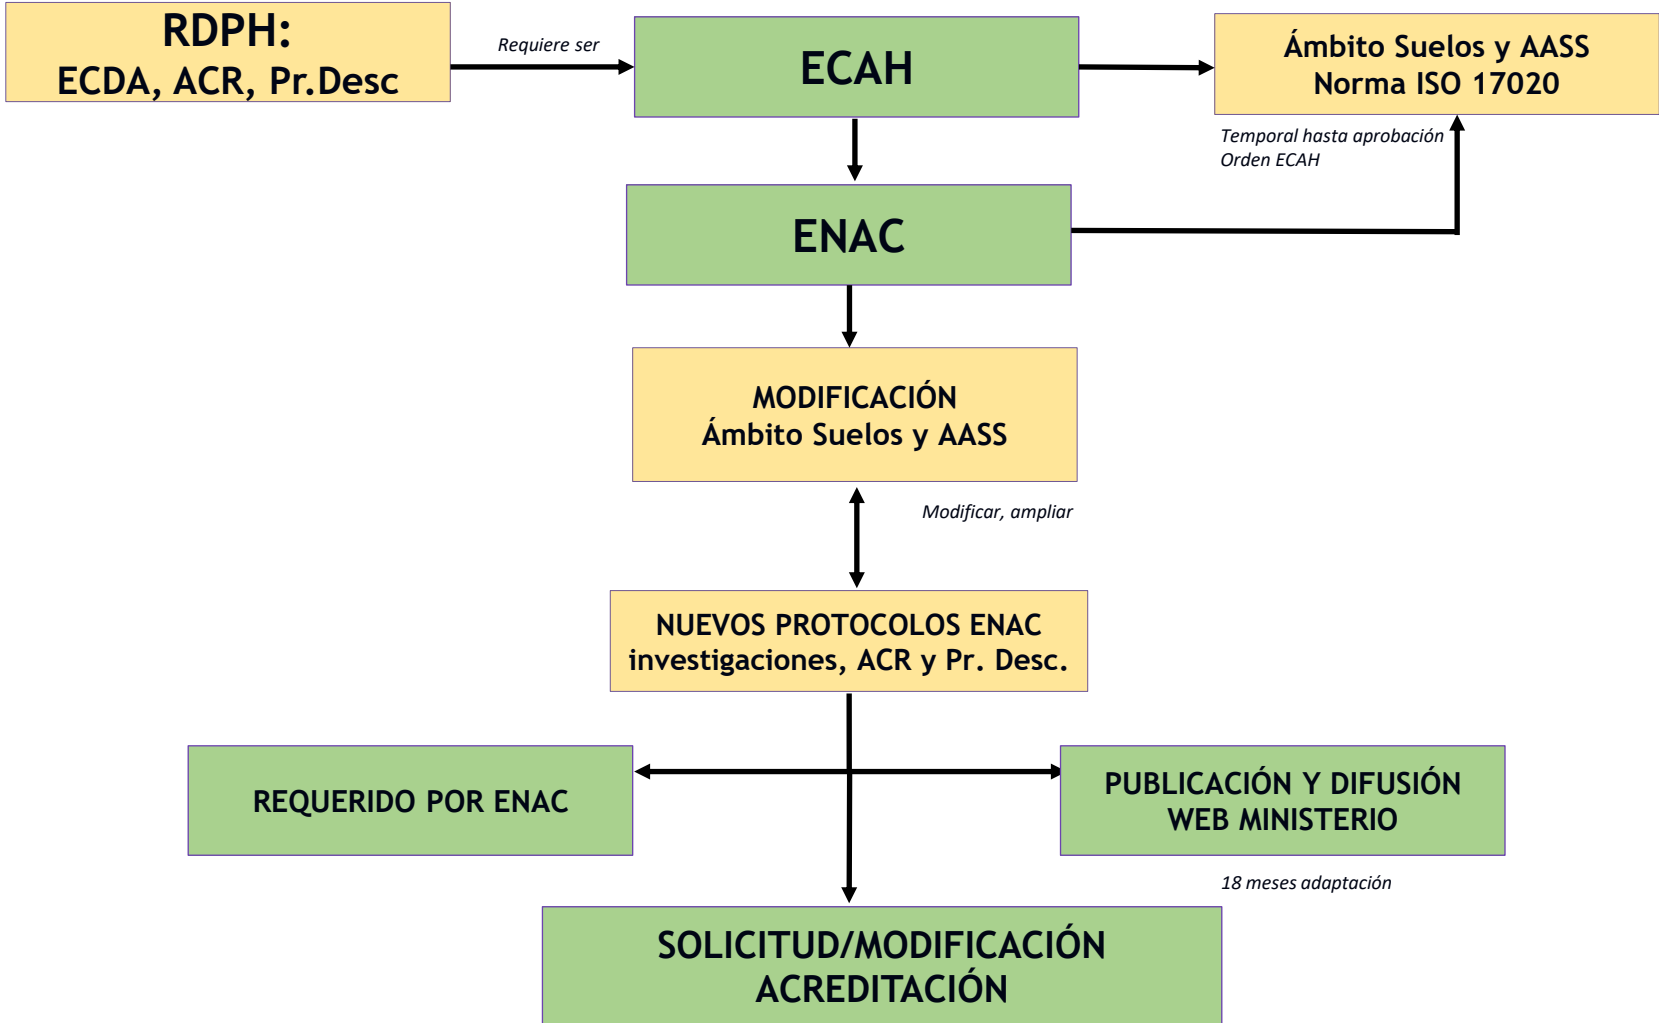 RDPH:
ECDA, ACR, Pr.Desc
Requiere ser
ECAH
Ámbito Suelos y AASS
Norma ISO 17020
Temporal hasta aprobación
Orden ECAH
ENAC
MODIFICACIÓN
Ámbito Suelos y AASS
Modificar, ampliar
NUEVOS PROTOCOLOS ENAC
investigaciones, ACR y Pr. Desc.
REQUERIDO POR ENAC
PUBLICACIÓN Y DIFUSIÓN
WEB MINISTERIO
18 meses adaptación
SOLICITUD/MODIFICACIÓN
ACREDITACIÓN